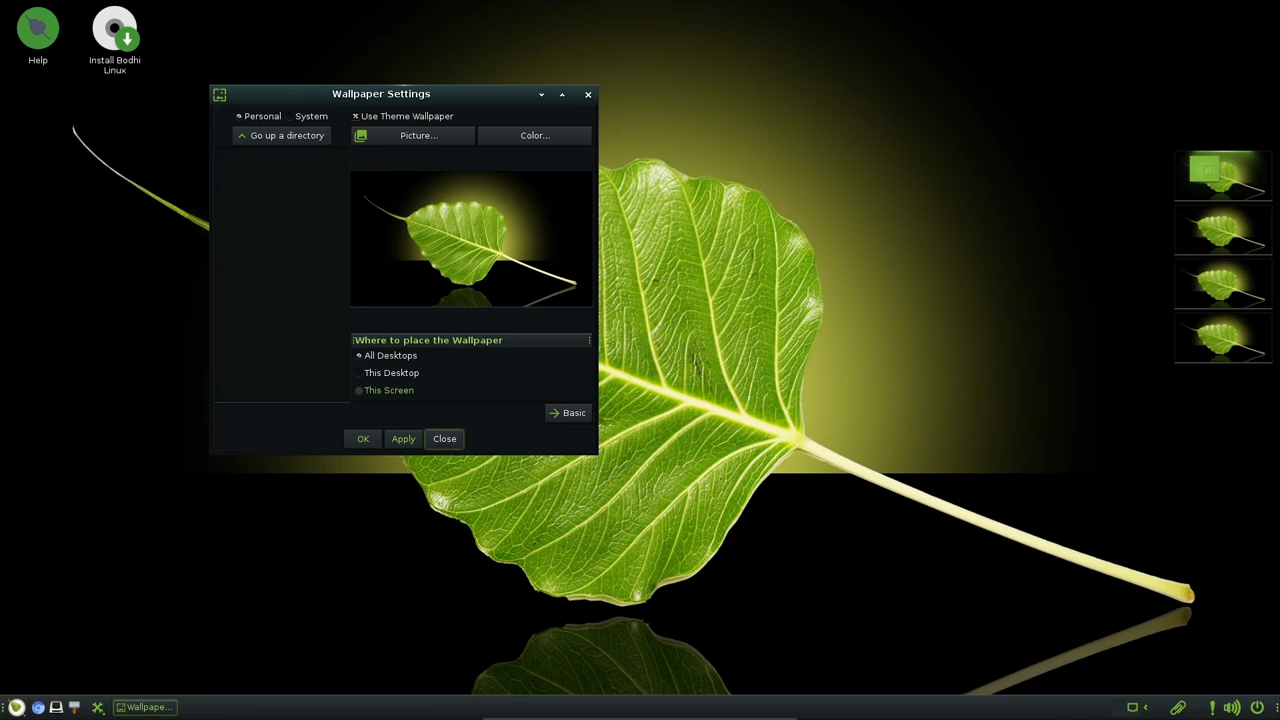 Help
Install Bodhi
Linux
Wallpaper Settings
Personal System
Use Theme Wallpaper
Go up a directory
Picture...
Color...
Where to place the Wallpaper
All Desktops
This Desktop
This Screen
Basic
OK
Apply
Close
Wallpape...